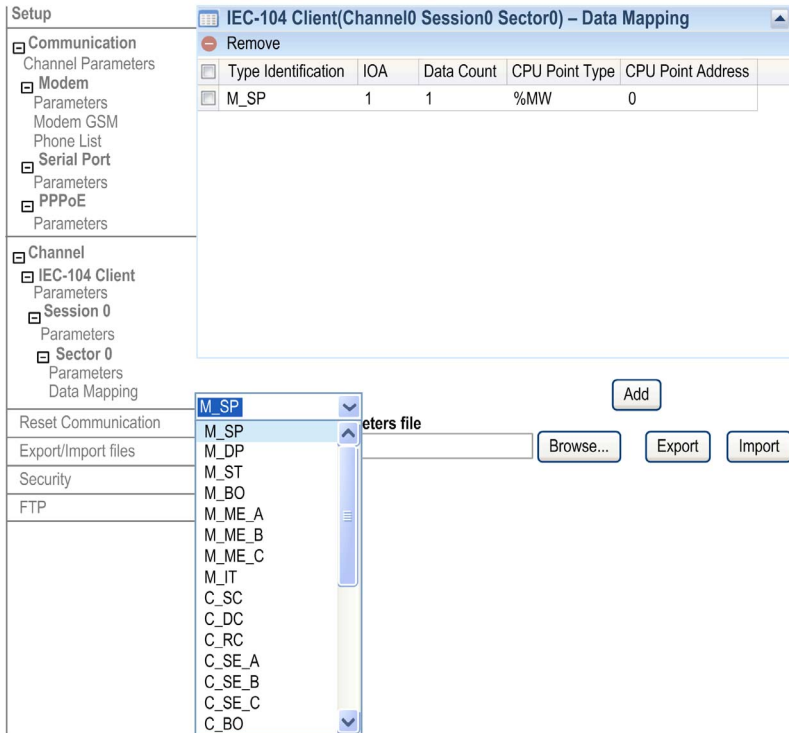 Setup
Communication
Channel Parameters
Modem
Parameters
Modem GSM
Phone List
Serial Port
Parameters
PPPoE
Parameters
Channel
IEC-104 Client
Parameters
Session 0
Parameters
Sector 0
Parameters
Data Mapping
Reset Communication
Export/Import files
Security
FTP
IEC-104 Client(Channel0 Session0 Sector0) – Data Mapping
Remove
Type Identification IOA Data Count CPU Point Type CPU Point Address
M_SP 1 1 %MW 0
Add
M_SP
eters file
Browse... Export Import
M_SP
M_DP
M_ST
M_BO
M_ME_A
M_ME_B
M_ME_C
M_IT
C_SC
C_DC
C_RC
C_SE_A
C_SE_B
C_SE_C
C_BO